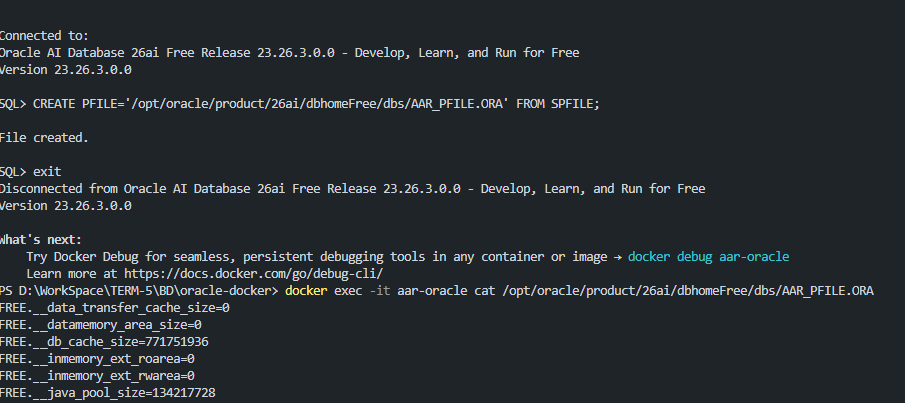 Connected to:
Oracle AI Database 26ai Free Release 23.26.3.0.0 - Develop, Learn, and Run for Free
Version 23.26.3.0.0
SQL> CREATE PFILE='/opt/oracle/product/26ai/dbhomeFree/dbs/AAR_PFILE.ORA' FROM SPFILE;
File created.
SQL> exit
Disconnected from Oracle AI Database 26ai Free Release 23.26.3.0.0 - Develop, Learn, and Run for Free
Version 23.26.3.0.0
What's next:
Try Docker Debug for seamless, persistent debugging tools in any container or image → docker debug aar-oracle
Learn more at https://docs.docker.com/go/debug-cli/
PS D:\WorkSpace\TERM-5\BD\oracle-docker> docker exec -it aar-oracle cat /opt/oracle/product/26ai/dbhomeFree/dbs/AAR_PFILE.ORA
FREE.__data_transfer_cache_size=0
FREE.__datamemory_area_size=0
FREE.__db_cache_size=771751936
FREE.__inmemory_ext_roarea=0
FREE.__inmemory_ext_rwarea=0
FREE.__java_pool_size=134217728